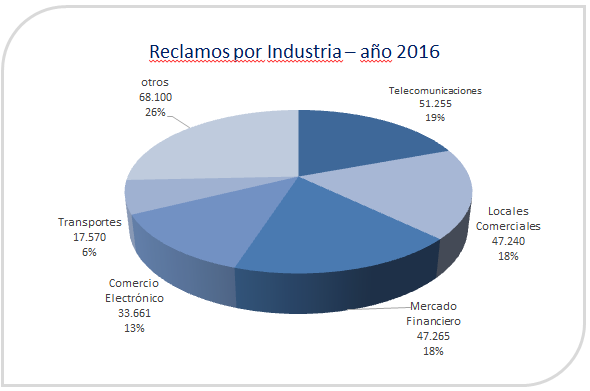 Reclamos por Industria – año 2016
otros
68.100
26%
Telecomunicaciones
51.255
19%
Locales
Comerciales
47.240
18%
Mercado
Financiero
47.265
18%
Comercio
Electrónico
33.661
13%
Transportes
17.570
6%